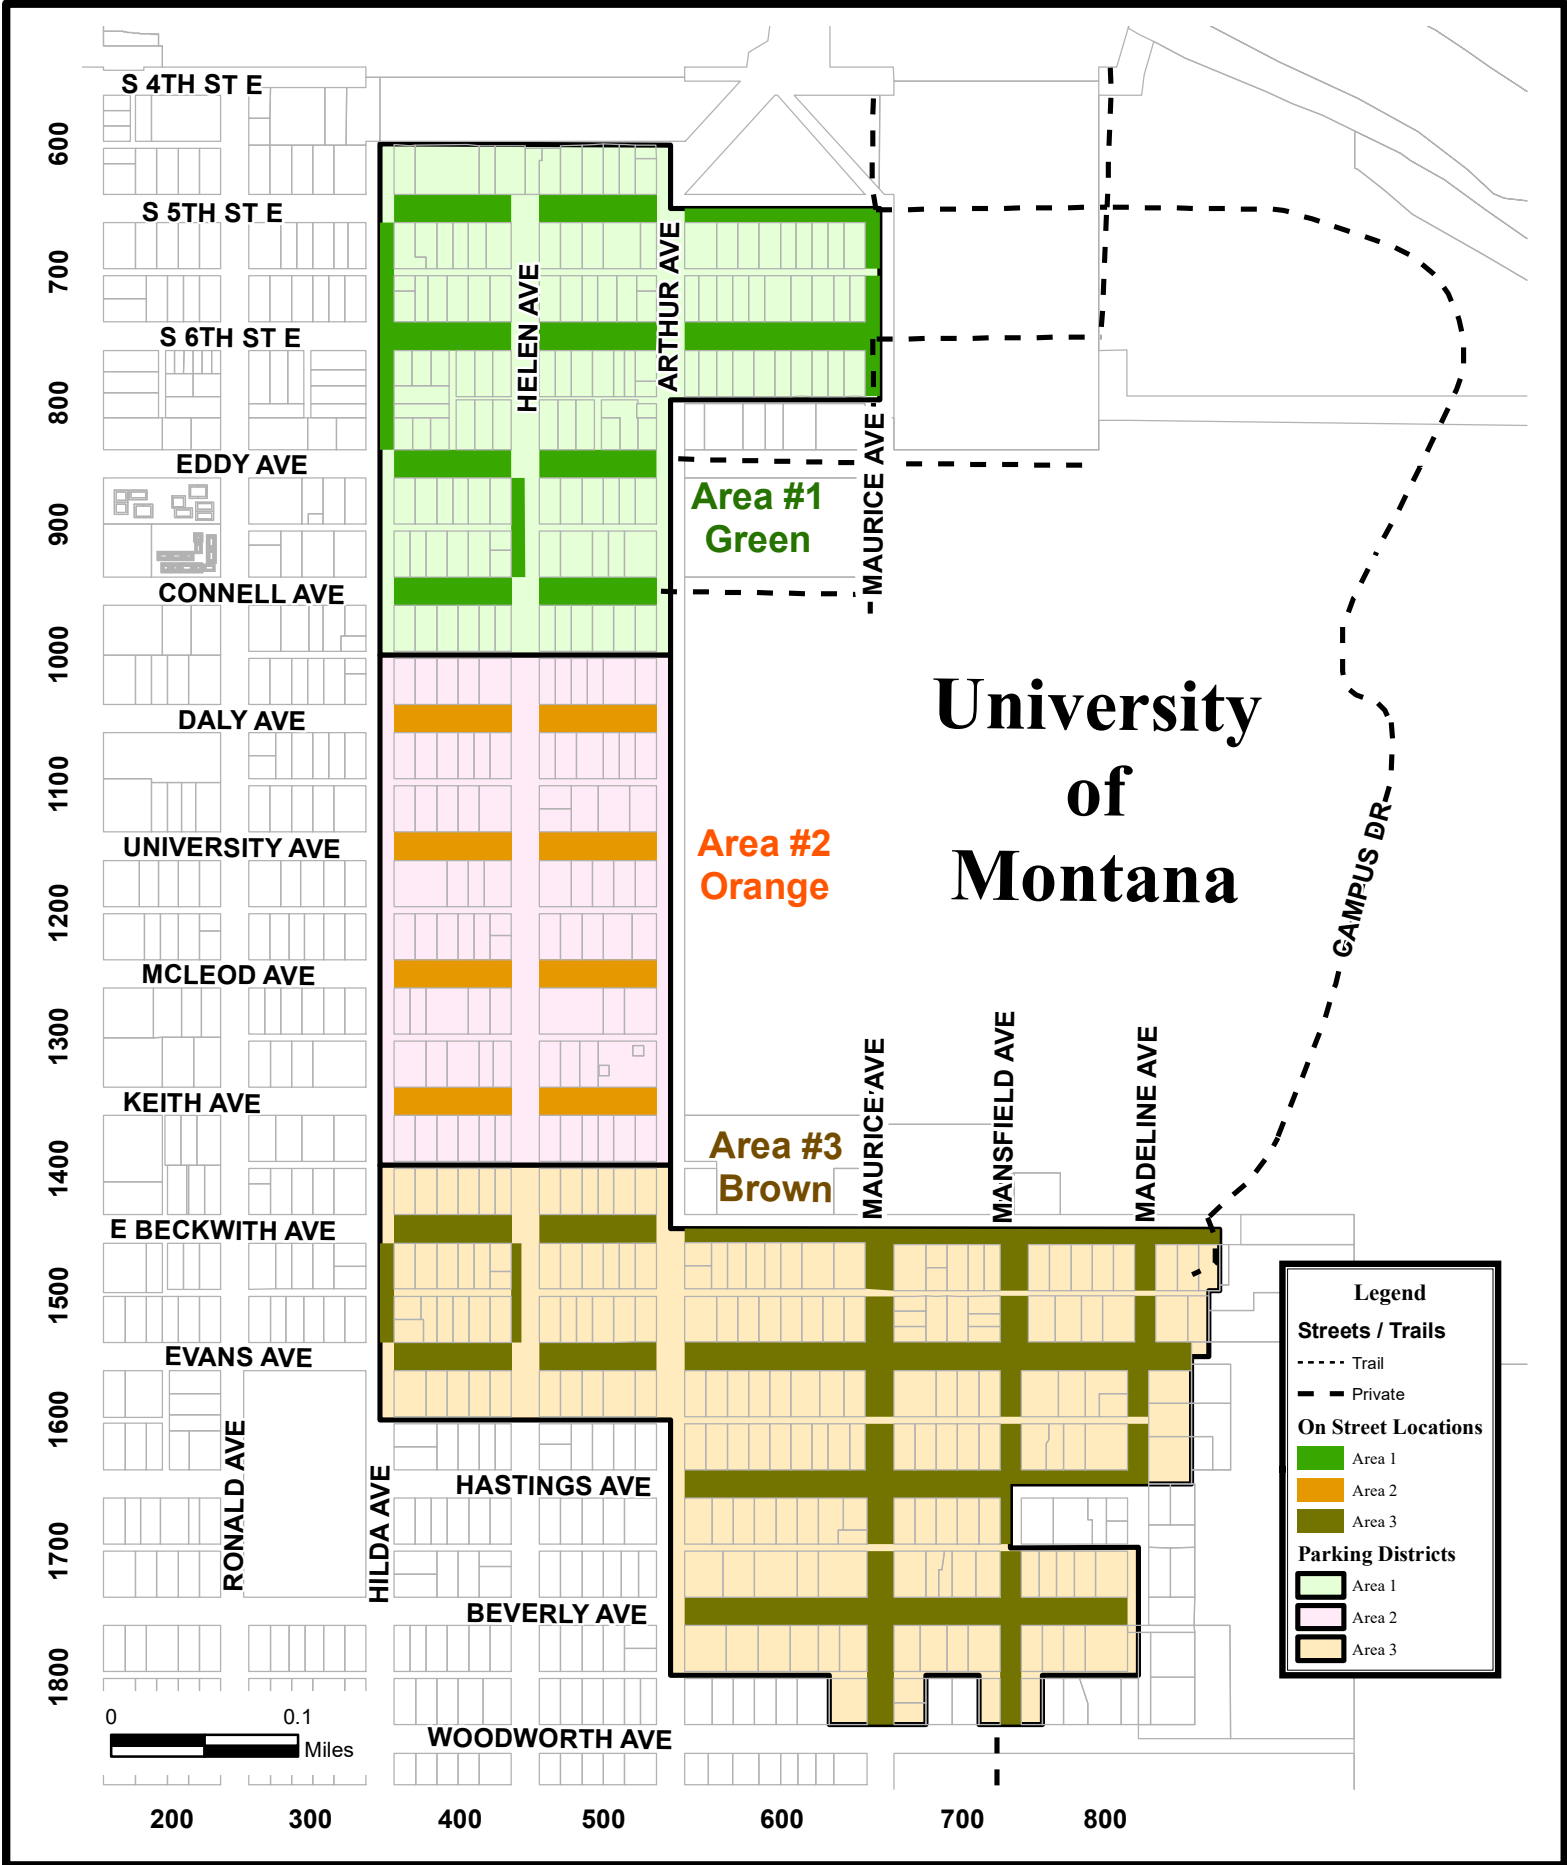 S 4TH ST E
600
S 5TH ST E
700
HELEN AVE
ARTHUR AVE
S 6TH ST E
800
MAURICE AVE
EDDY AVE
900
Area #1
Green
CONNELL AVE
1000
DALY AVE
University
of
Montana
1100
CAMPUS DR
UNIVERSITY AVE
Area #2
Orange
1200
MCLEOD AVE
1300
MAURICE AVE
MANSFIELD AVE
MADELINE AVE
KEITH AVE
1400
Area #3
Brown
E BECKWITH AVE
1500
EVANS AVE
1600
RONALD AVE
HILDA AVE
HASTINGS AVE
1700
BEVERLY AVE
1800
WOODWORTH AVE
Legend
Streets / Trails
Trail
Private
On Street Locations
Area 1
Area 2
Area 3
Parking Districts
Area 1
Area 2
Area 3
0 0.1
Miles
200 300 400 500 600 700 800